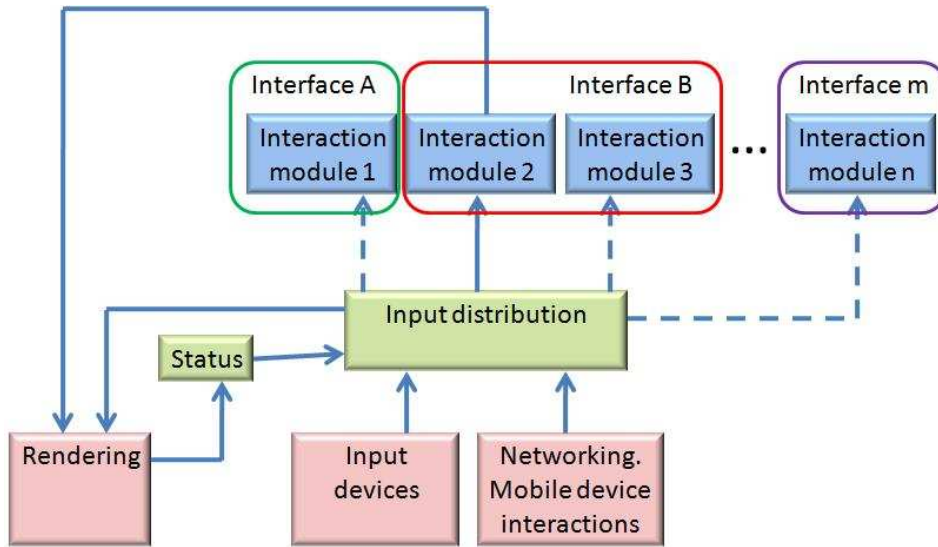 Interface A
Interface B
Interface m
Interaction
module 1
Interaction
module 2
Interaction
module 3
...
Interaction
module n
Input distribution
Status
Rendering
Input
devices
Networking.
Mobile device
interactions